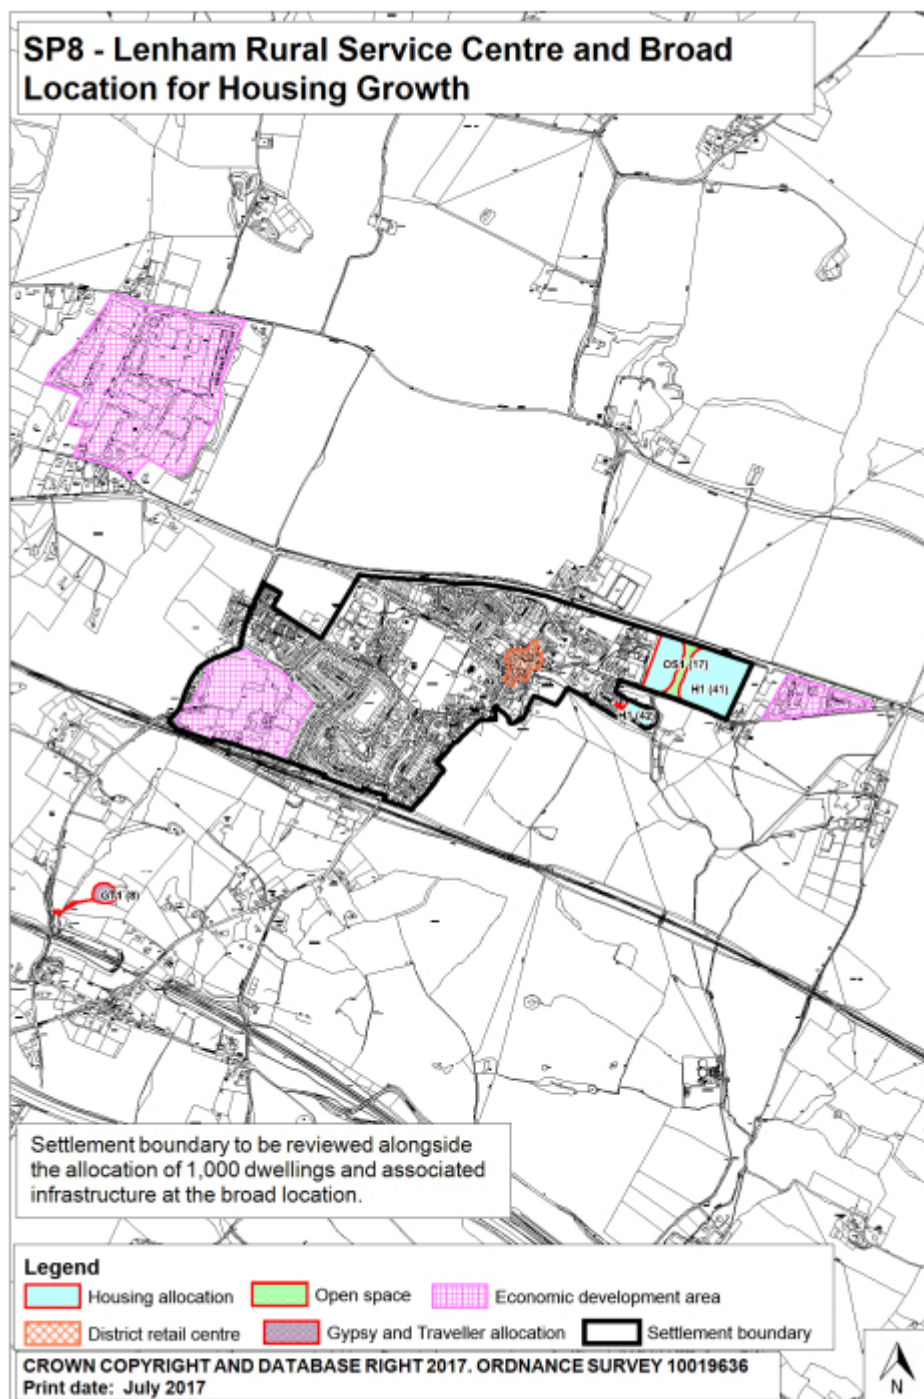 SP8 - Lenham Rural Service Centre and Broad
Location for Housing Growth
OS1 (17)
H1 (41)
H1 (42)
GT1 (8)
Settlement boundary to be reviewed alongside
the allocation of 1,000 dwellings and associated
infrastructure at the broad location.
Legend
Housing allocation
Open space
Economic development area
District retail centre
Gypsy and Traveller allocation
Settlement boundary
CROWN COPYRIGHT AND DATABASE RIGHT 2017. ORDNANCE SURVEY 10019636
Print date: July 2017
N